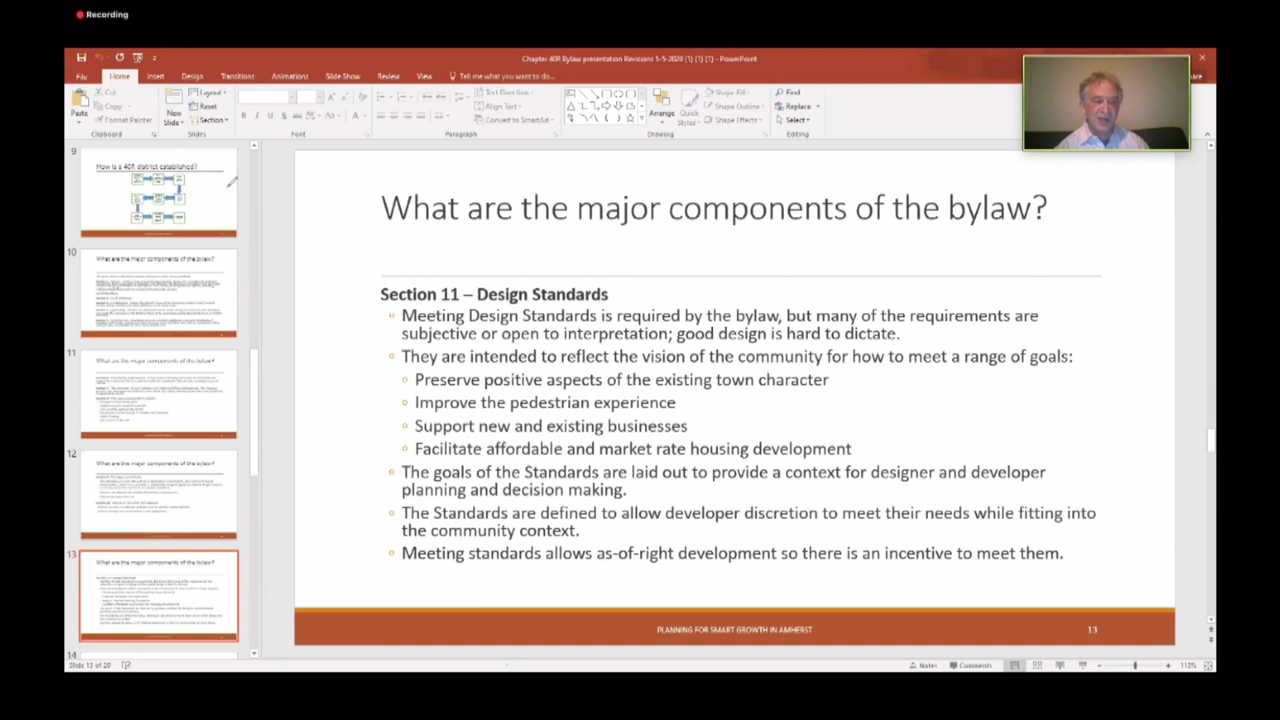 Recording
Chapter 40R Bylaw presentation Revisions 5-5-2020 (1) (1) (1) - PowerPoint
File Home Insert Design Transitions Animations Slide Show Review View Tell me what you want to do...
Paste
Cut
Copy
Format Painter
Clipboard
New Slide
Layout
Reset
Section
Slides
Font
Text Direction
Align Text
Convert to SmartArt
Paragraph
Arrange
Quick Styles
Shape Fill
Shape Outline
Shape Effects
Drawing
Find
Replace
Select
Editing
9
How is a 40R district established?
10
What are the major components of the bylaw?
11
What are the major components of the bylaw?
12
What are the major components of the bylaw?
13
What are the major components of the bylaw?
14
What are the major components of the bylaw?
Section 11 – Design Standards
Meeting Design Standards is required by the bylaw, but many of the requirements are
subjective or open to interpretation; good design is hard to dictate.
They are intended to reflect the vision of the community for how to meet a range of goals:
Preserve positive aspects of the existing town character
Improve the pedestrian experience
Support new and existing businesses
Facilitate affordable and market rate housing development
The goals of the Standards are laid out to provide a context for designer and developer
planning and decision making.
The Standards are defined to allow developer discretion to meet their needs while fitting into
the community context.
Meeting standards allows as-of-right development so there is an incentive to meet them.
PLANNING FOR SMART GROWTH IN AMHERST 13
Slide 13 of 20
Notes Comments 112%